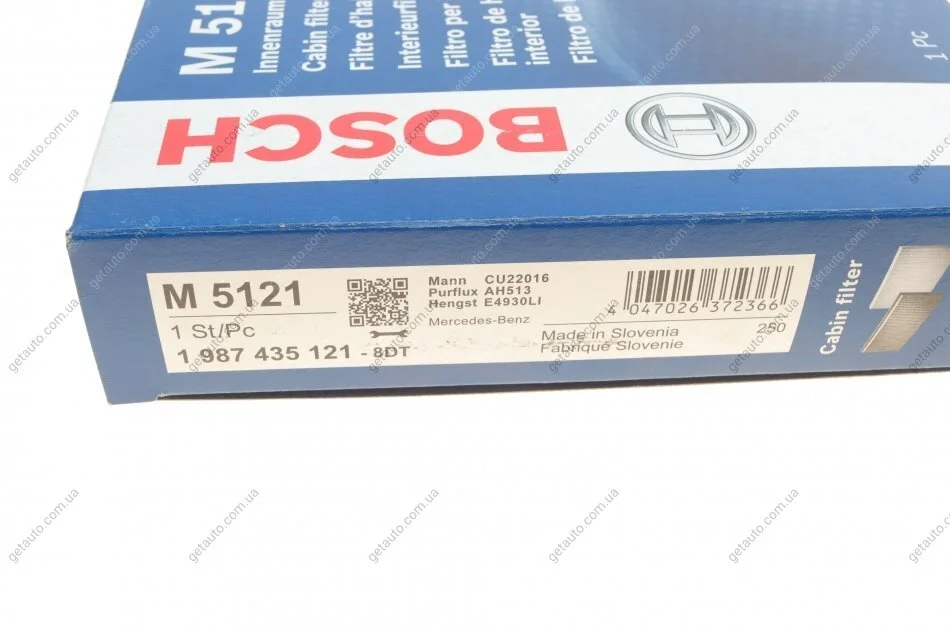 M 51
Innenraum
Cabin filte
Filtre d'ha
Interieurfi
Filtro per
Filtro de h
interior
Filtro de
1 PC
BOSCH
M 5121
1 St/Pc
1 987 435 121 - 8DT
Mann CU22016
Purflux AH513
Hengst E4930LI
Mercedes-Benz
4 047026 372366
Made in Slovenia
Fabriqué Slovenie
250
Cabin filter
getauto.com.ua